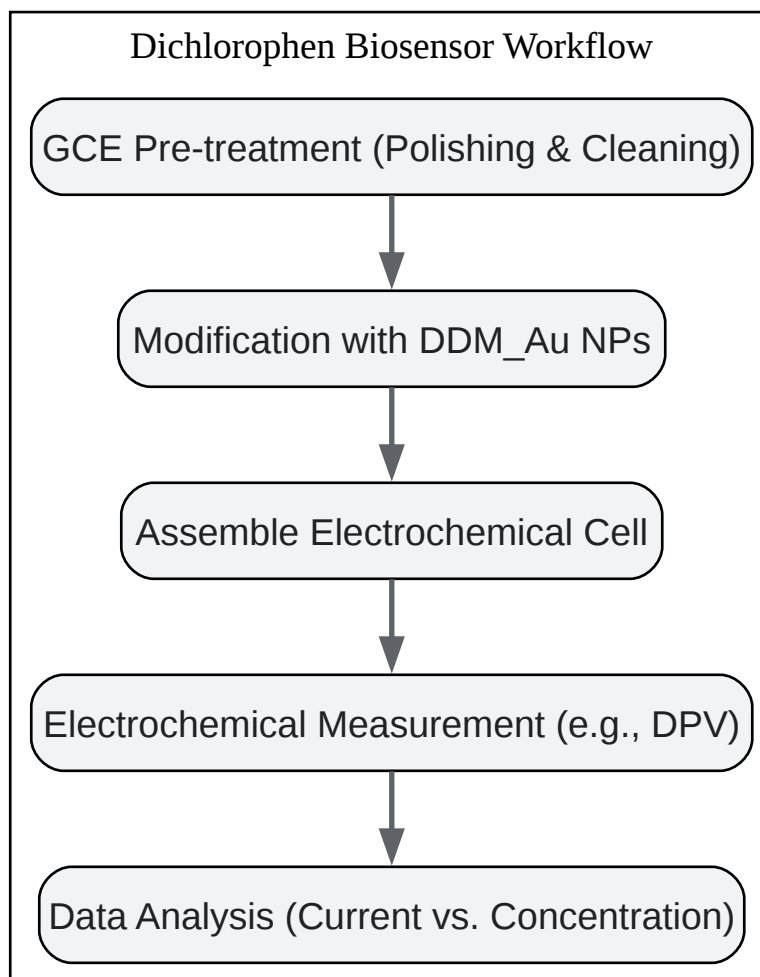 Dichlorophen Biosensor Workflow
GCE Pre-treatment (Polishing & Cleaning)
Modification with DDM_Au NPs
Assemble Electrochemical Cell
Electrochemical Measurement (e.g., DPV)
Data Analysis (Current vs. Concentration)